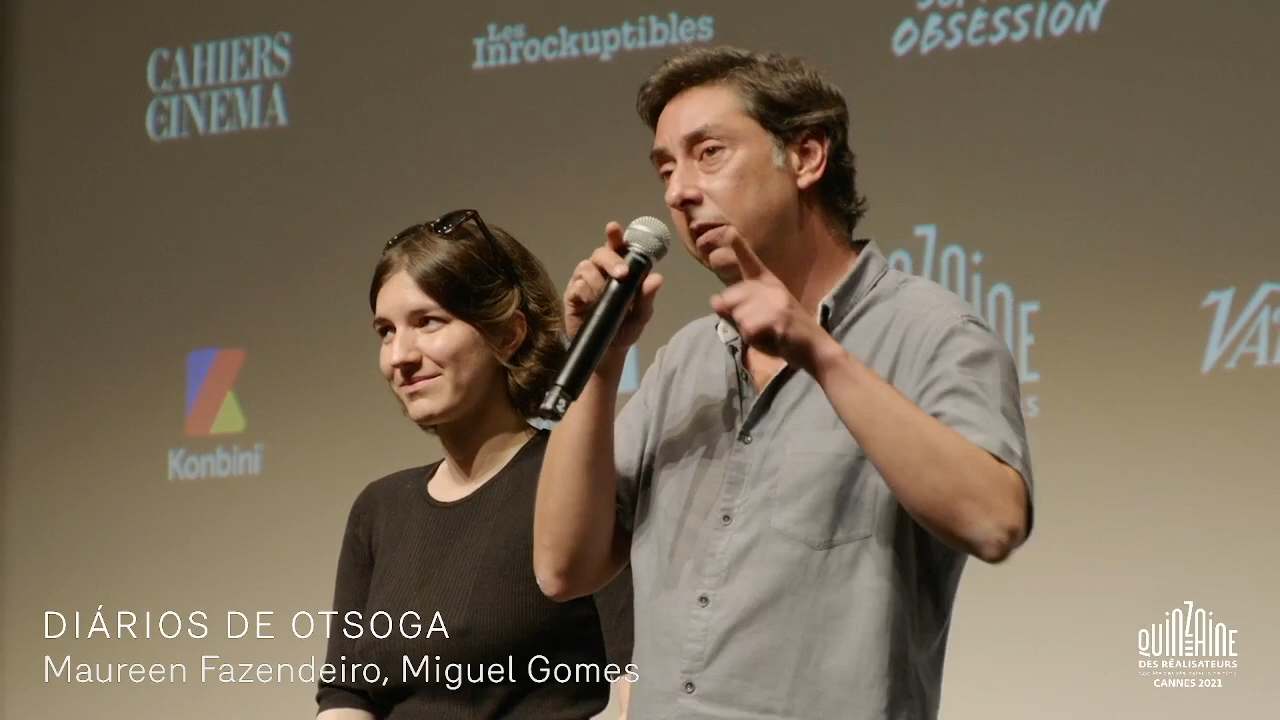 CAHIERS
CINEMA
Les
Inrockuptibles
OBSESSION
Konbini
DIÁRIOS DE OTSOGA
Maureen Fazendeiro, Miguel Gomes
QUINZAINE
DES RÉALISATEURS
CANNES 2021